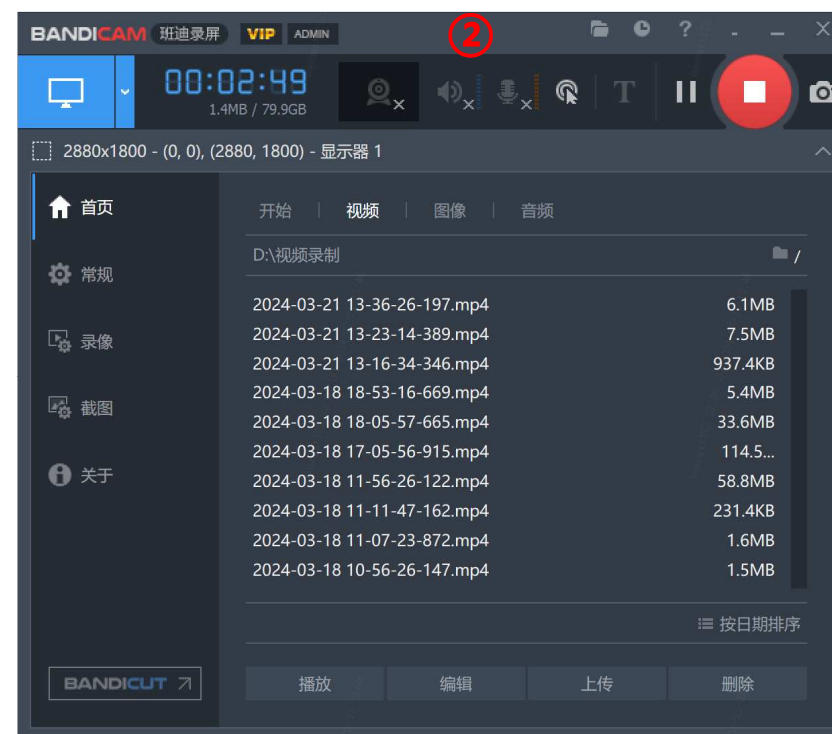 BANDICAM 班迪录屏 VIP ADMIN ② ?
00:02:49
1.4MB / 79.9GB
T
2880x1800 - (0, 0), (2880, 1800) - 显示器 1
首页
常规
录像
截图
关于
BANDICUT
开始 | 视频 | 图像 | 音频
D:\视频录制 /
2024-03-21 13-36-26-197.mp4 6.1MB
2024-03-21 13-23-14-389.mp4 7.5MB
2024-03-21 13-16-34-346.mp4 937.4KB
2024-03-18 18-53-16-669.mp4 5.4MB
2024-03-18 18-05-57-665.mp4 33.6MB
2024-03-18 17-05-56-915.mp4 114.5...
2024-03-18 11-56-26-122.mp4 58.8MB
2024-03-18 11-11-47-162.mp4 231.4KB
2024-03-18 11-07-23-872.mp4 1.6MB
2024-03-18 10-56-26-147.mp4 1.5MB
按日期排序
播放 编辑 上传 删除